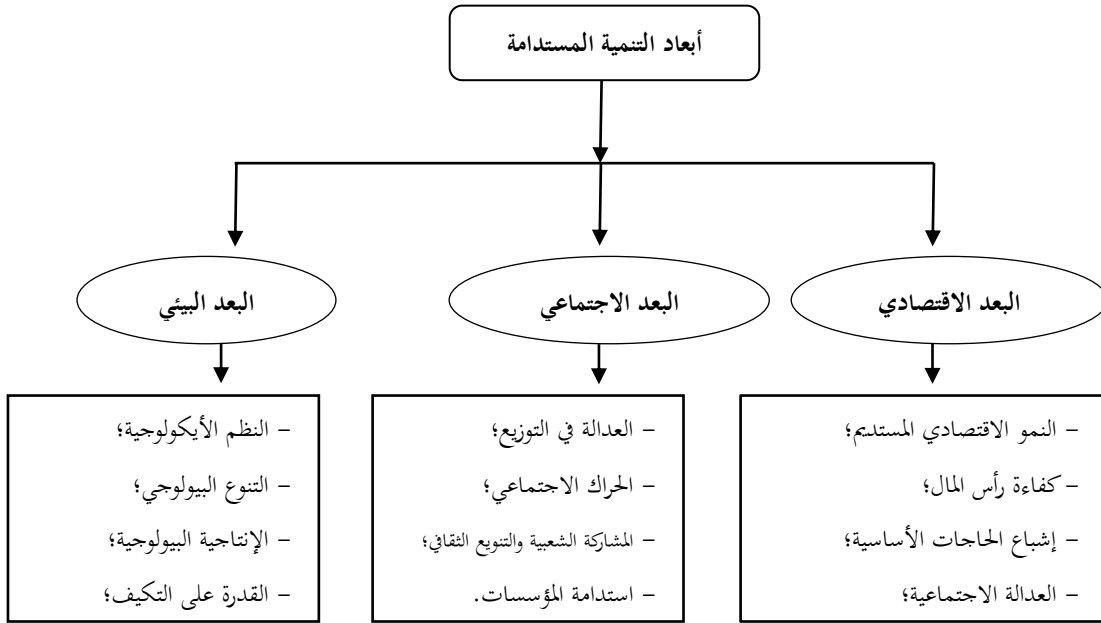 أبعاد التنمية المستدامة
البعد الاقتصادي
البعد الاجتماعي
البعد البيئي
– النمو الاقتصادي المستديم؛
– كفاءة رأس المال؛
– إشباع الحاجات الأساسية؛
– العدالة الاجتماعية؛
– العدالة في التوزيع؛
– الحراك الاجتماعي؛
– المشاركة الشعبية والتنويع الثقافي؛
– استدامة المؤسسات.
– النظم الأيكولوجية؛
– التنوع البيولوجي؛
– الإنتاجية البيولوجية؛
– القدرة على التكيف؛